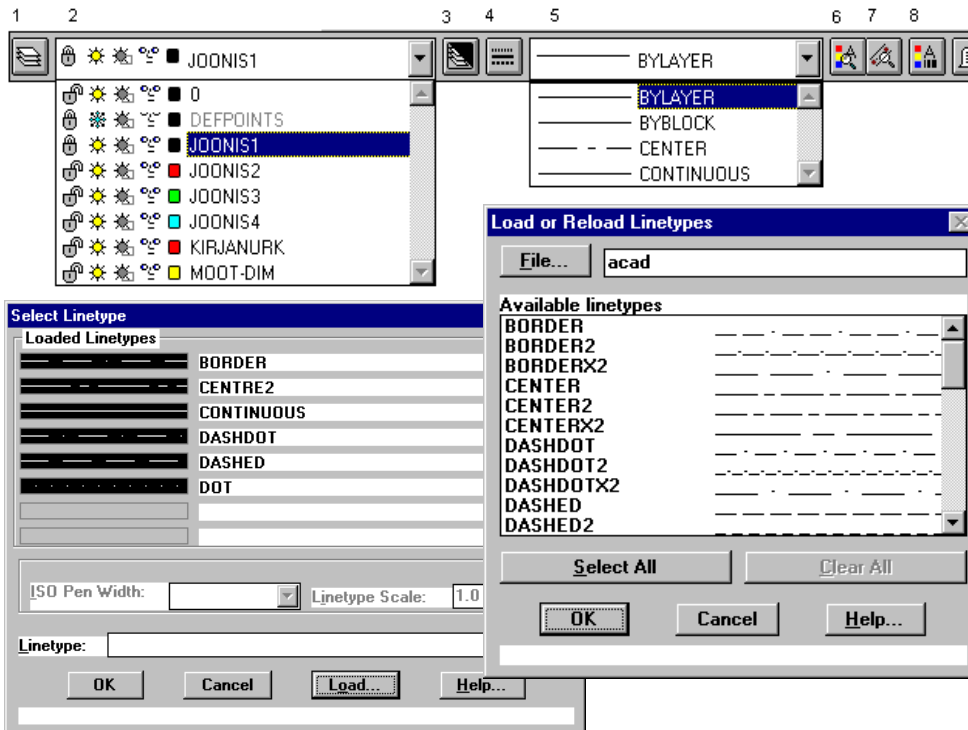 1 2 3 4 5 6 7 8
JOONIS1
BYLAYER
0
DEFPOINTS
JOONIS1
JOONIS2
JOONIS3
JOONIS4
KIRJANURK
MOOT-DIM
BYLAYER
BYBLOCK
CENTER
CONTINUOUS
Select Linetype
Loaded Linetypes
BORDER
CENTRE2
CONTINUOUS
DASHDOT
DASHED
DOT
ISO Pen Width:
Linetype Scale: 1.0
Linetype:
OK Cancel Load... Help...
Load or Reload Linetypes
File... acad
Available linetypes
BORDER
BORDER2
BORDERX2
CENTER
CENTER2
CENTERX2
DASHDOT
DASHDOT2
DASHDOTX2
DASHED
DASHED2
Select All Clear All
OK Cancel Help...